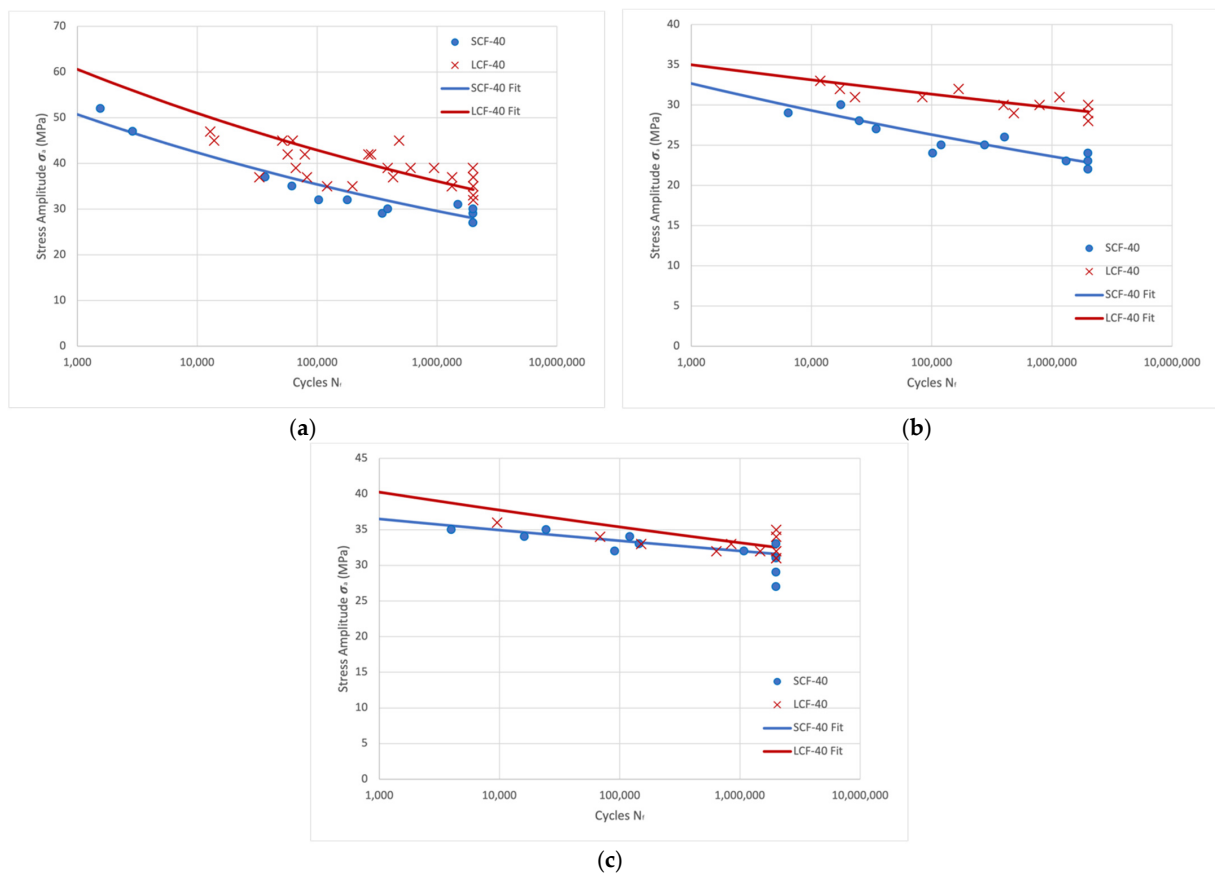 70
60
50
40
30
20
10
0
Stress Amplitude σₐ (MPa)
1,000
10,000
100,000
1,000,000
10,000,000
Cycles Nf
SCF-40
LCF-40
SCF-40 Fit
LCF-40 Fit
(a)
40
35
30
25
20
15
10
5
0
Stress Amplitude σₐ (MPa)
1,000
10,000
100,000
1,000,000
10,000,000
Cycles Nf
SCF-40
LCF-40
SCF-40 Fit
LCF-40 Fit
(b)
45
40
35
30
25
20
15
10
5
0
Stress Amplitude σₐ (MPa)
1,000
10,000
100,000
1,000,000
10,000,000
Cycles Nf
SCF-40
LCF-40
SCF-40 Fit
LCF-40 Fit
(c)